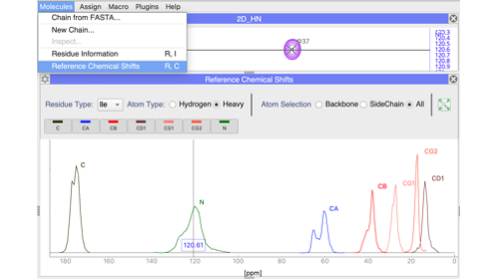 Molecules Assign Macro Plugins Help
Chain from FASTA...
New Chain...
Inspect...
Residue Information R, I
Reference Chemical Shifts R, C
2D_HN
120.3
120.4
120.5
120.6
120.7
120.8
120.9
Reference Chemical Shifts
Residue Type: Ile Atom Type: Hydrogen Heavy Atom Selection Backbone SideChain All
C CA CB CD1 CG1 CG2 N
C
N
CA
CB
CG1
CG2
CD1
120.61
180 160 140 120 100 80 60 40 20 0
[ppm]